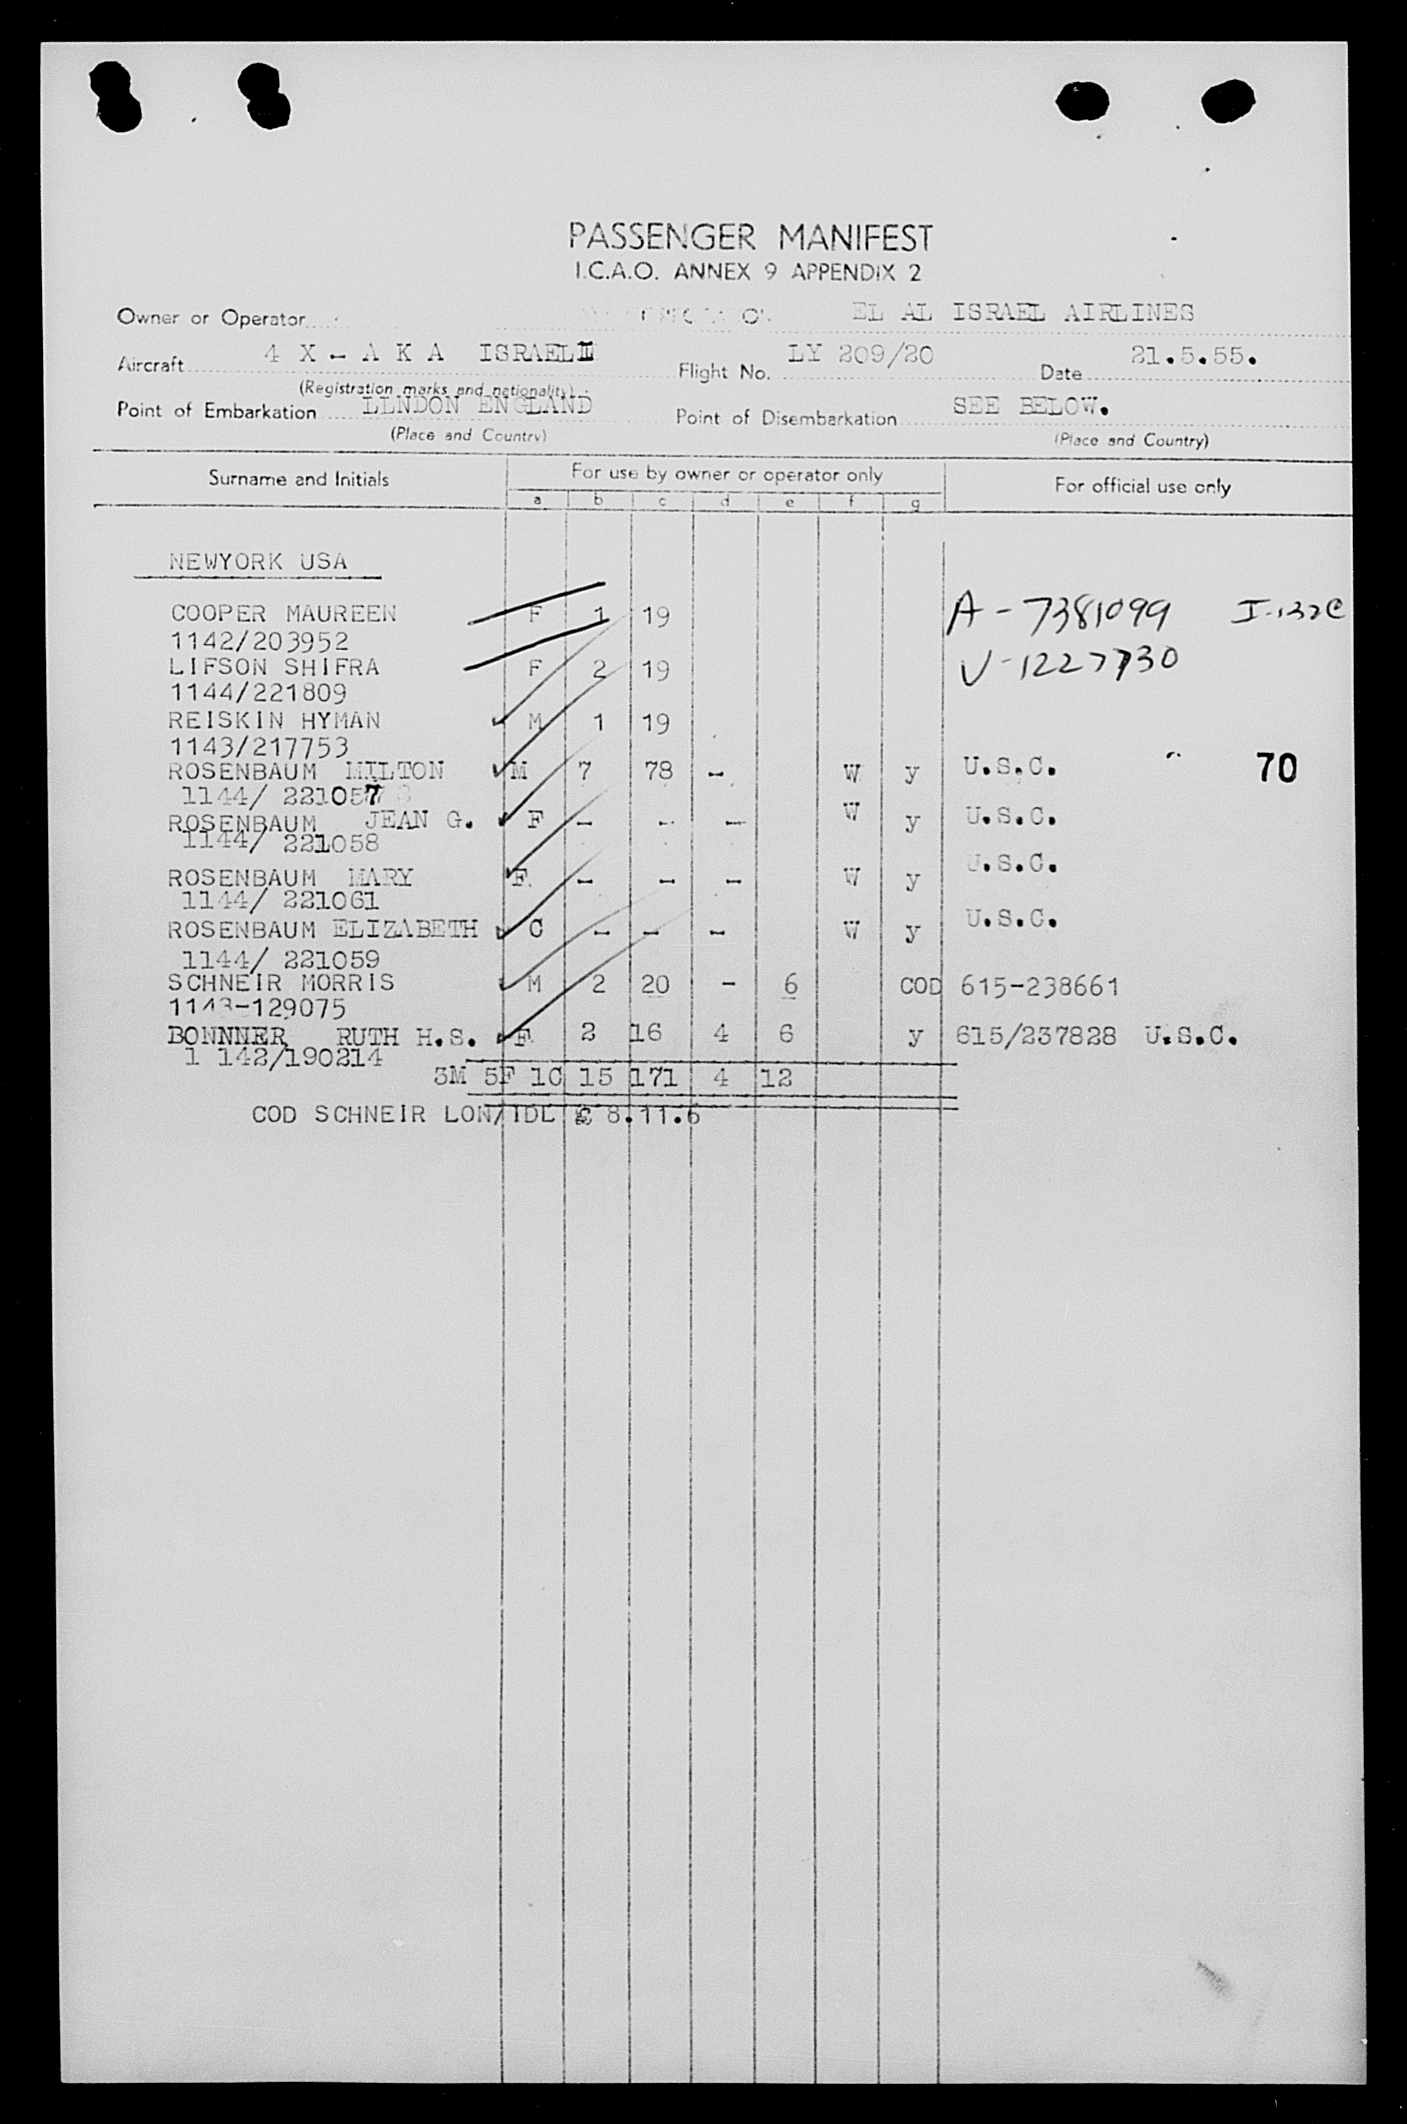 PASSENGER MANIFEST
I.C.A.O. ANNEX 9 APPENDIX 2
Owner or Operator EL AL ISRAEL AIRLINES
Aircraft 4 X - A K A ISRAEL Flight No. LY 209/20 Date 21.5.55.
(Registration marks and nationality)
Point of Embarkation LENDON ENGLAND Point of Disembarkation SEE BELOW.
(Place and Country) (Place and Country)
Surname and Initials For use by owner or operator only For official use only
a b c d e f g
NEWYORK USA
COOPER MAUREEN F 1 19 A-7381099
1142/203952
LIFSON SHIFRA F 2 19 V-1227730
1144/221809
REISKIN HYMAN M 1 19
1143/217753
ROSENBAUM MILTON M 7 78 - W y U.S.C. 70
1144/ 221057
ROSENBAUM JEAN G. F - - - W y U.S.C.
1144/ 221058
ROSENBAUM MARY F. - - - W y U.S.C.
1144/ 221061
ROSENBAUM ELIZABETH C - - - W y U.S.C.
1144/ 221059
SCHNEIR MORRIS M 2 20 - 6 COD 615-238661
1143-129075
BONNNER RUTH H.S. F. 2 16 4 6 y 615/237828 U.S.C.
1 142/190214
3M 5F 1C 15 171 4 12
COD SCHNEIR LON/IDL £ 8.11.6